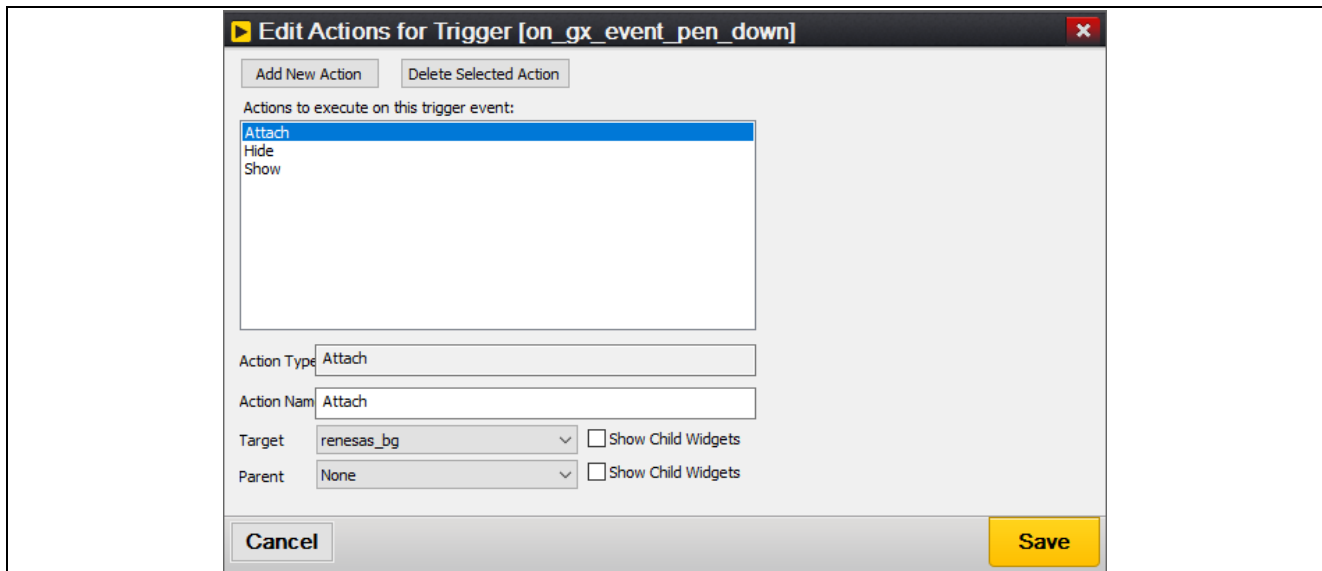 Edit Actions for Trigger [on_gx_event_pen_down]
Add New Action Delete Selected Action
Actions to execute on this trigger event:
Attach
Hide
Show
Action Type Attach
Action Nam Attach
Target renesas_bg Show Child Widgets
Parent None Show Child Widgets
Cancel Save